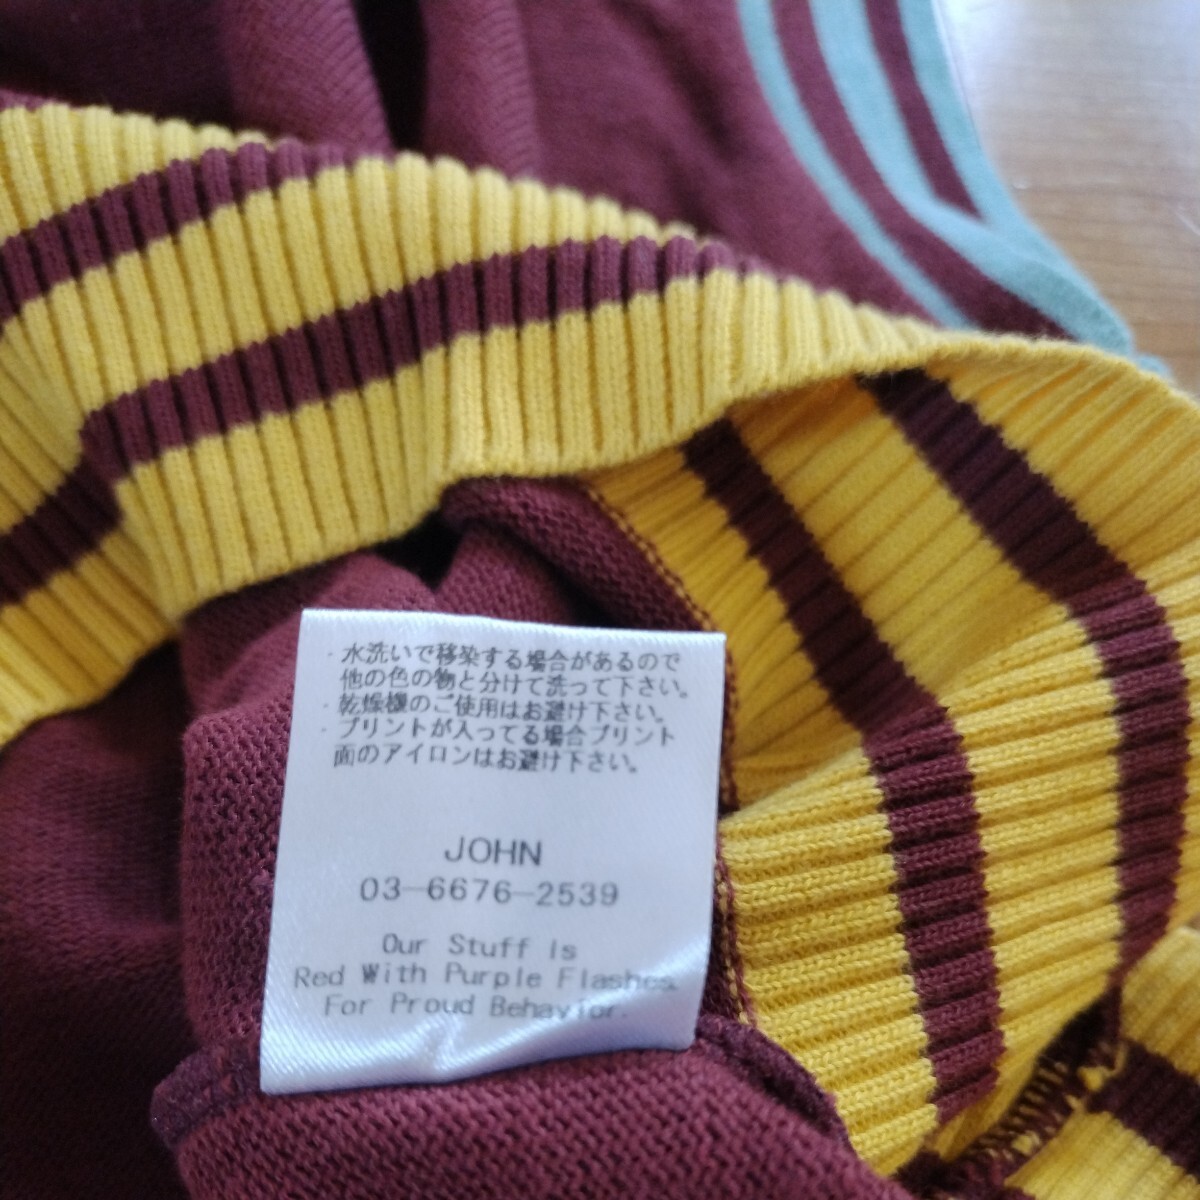 ・水洗いで移染する場合があるので
他の色の物と分けて洗って下さい。
・乾燥機のご使用はお避け下さい。
・プリントが入ってる場合プリント
面のアイロンはお避け下さい。
JOHN
03-6676-2539
Our Stuff Is
Red With Purple Flashes
For Proud Behavior.